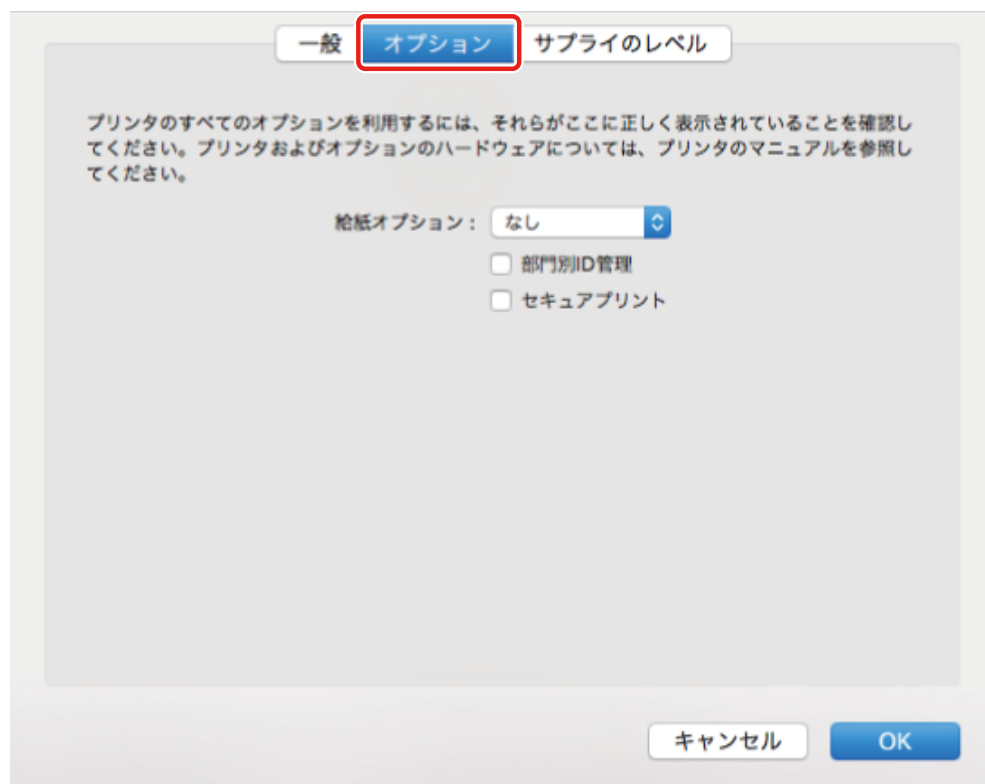 一般 オプション サプライのレベル
プリンタのすべてのオプションを利用するには、それらがここに正しく表示されていることを確認し
てください。プリンタおよびオプションのハードウェアについては、プリンタのマニュアルを参照し
てください。
給紙オプション： なし
部門別ID管理
セキュアプリント
キャンセル OK